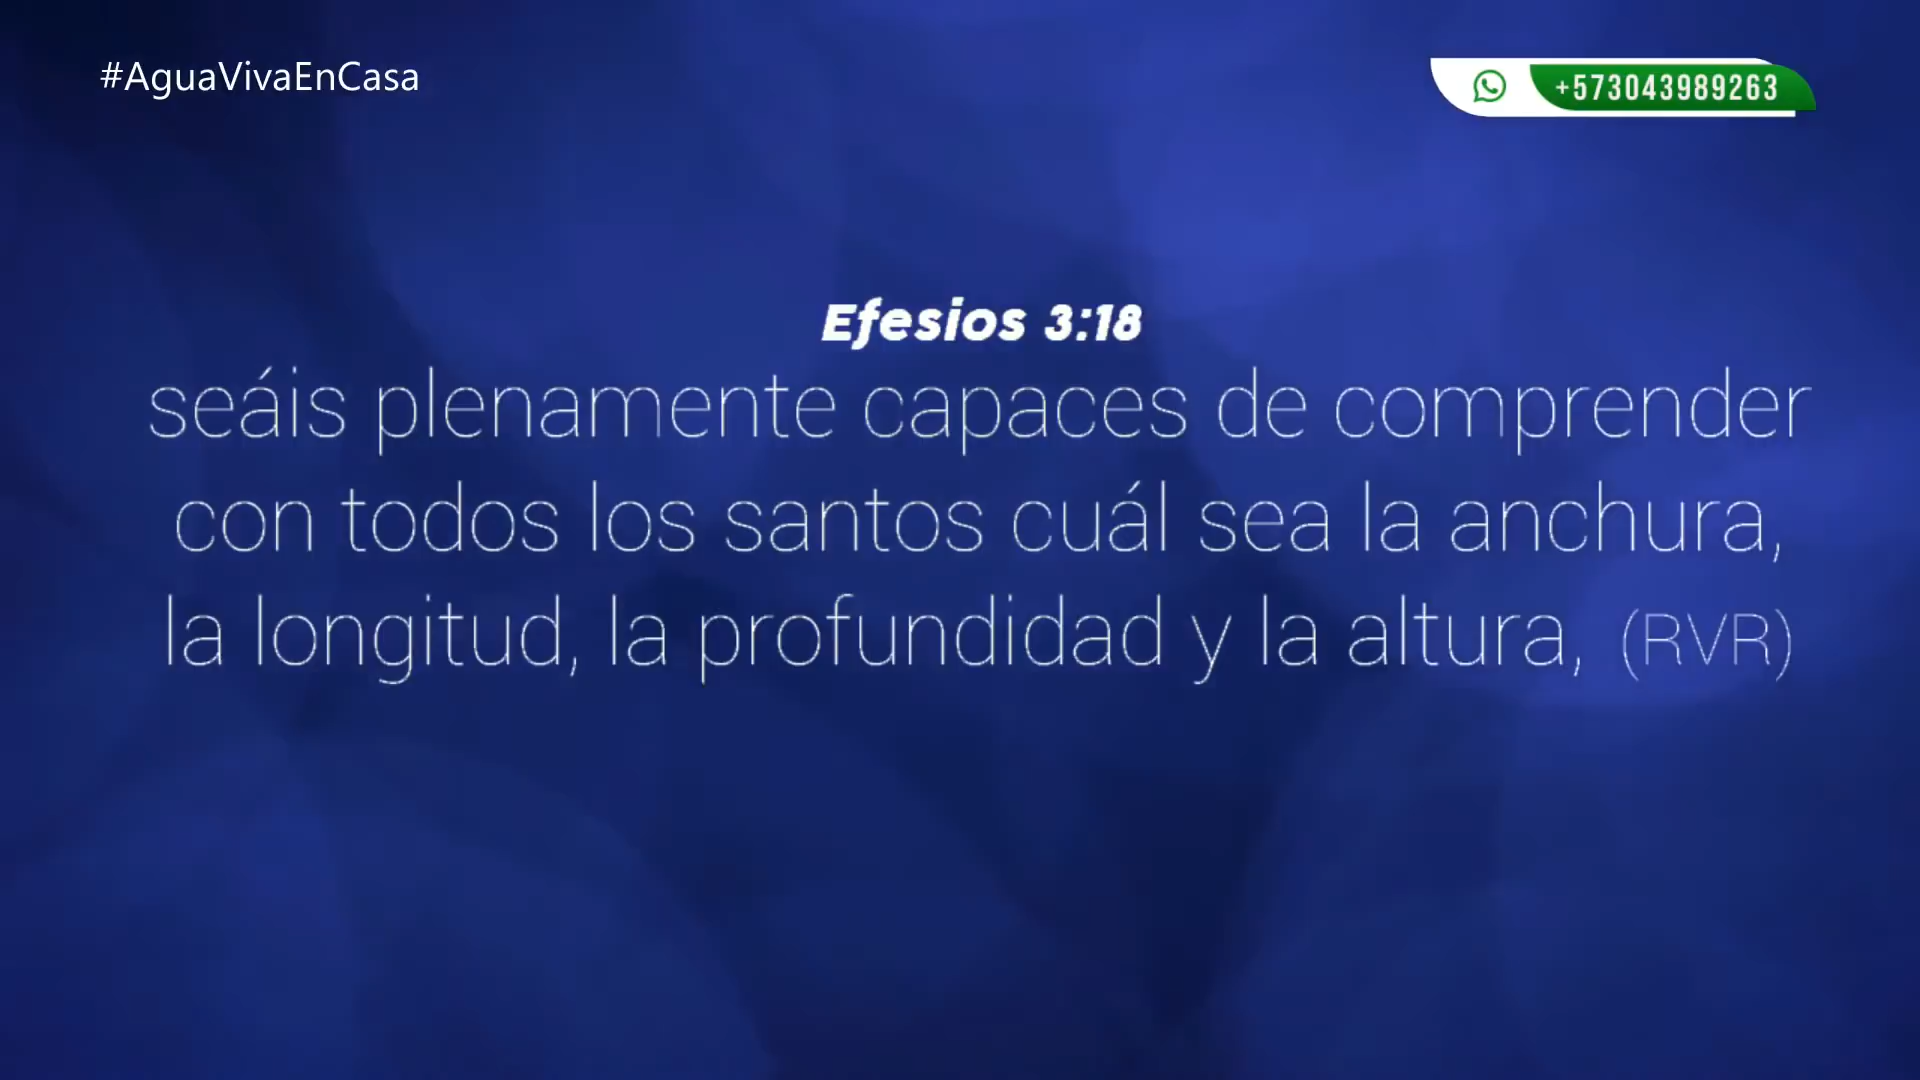 #AguaVivaEnCasa
+573043989263
Efesios 3:18
seáis plenamente capaces de comprender
con todos los santos cuál sea la anchura,
la longitud, la profundidad y la altura, (RVR)